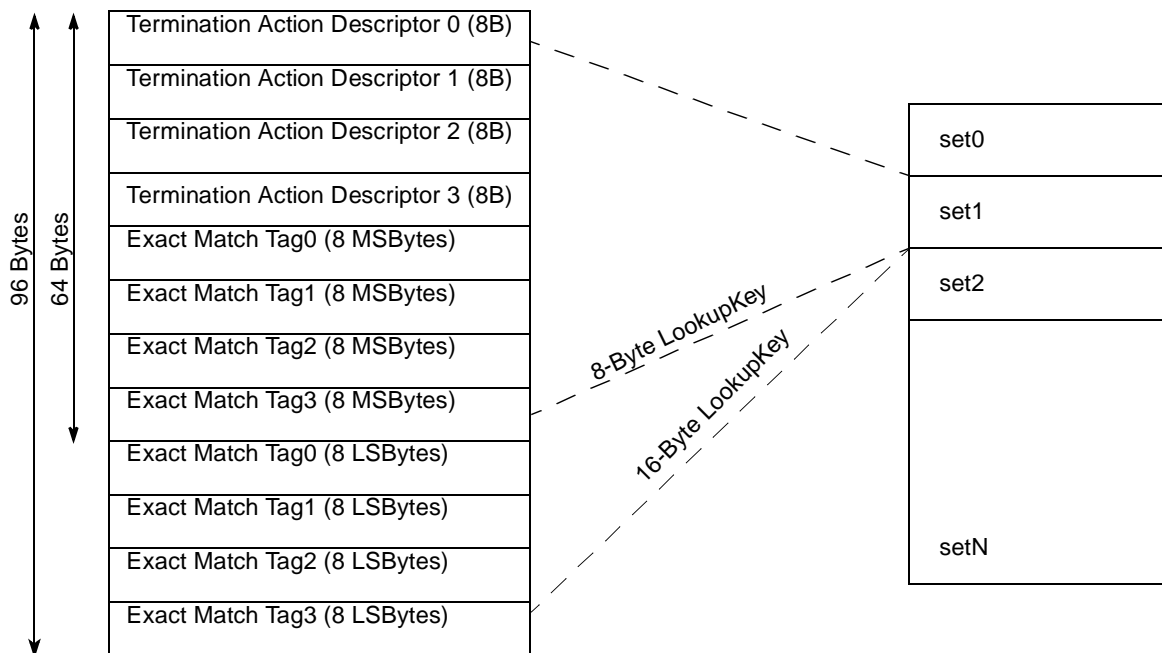 96 Bytes
64 Bytes
Termination Action Descriptor 0 (8B)
Termination Action Descriptor 1 (8B)
Termination Action Descriptor 2 (8B)
Termination Action Descriptor 3 (8B)
Exact Match Tag0 (8 MSBytes)
Exact Match Tag1 (8 MSBytes)
Exact Match Tag2 (8 MSBytes)
Exact Match Tag3 (8 MSBytes)
Exact Match Tag0 (8 LSBytes)
Exact Match Tag1 (8 LSBytes)
Exact Match Tag2 (8 LSBytes)
Exact Match Tag3 (8 LSBytes)
8-Byte LookupKey
16-Byte LookupKey
set0
set1
set2
setN